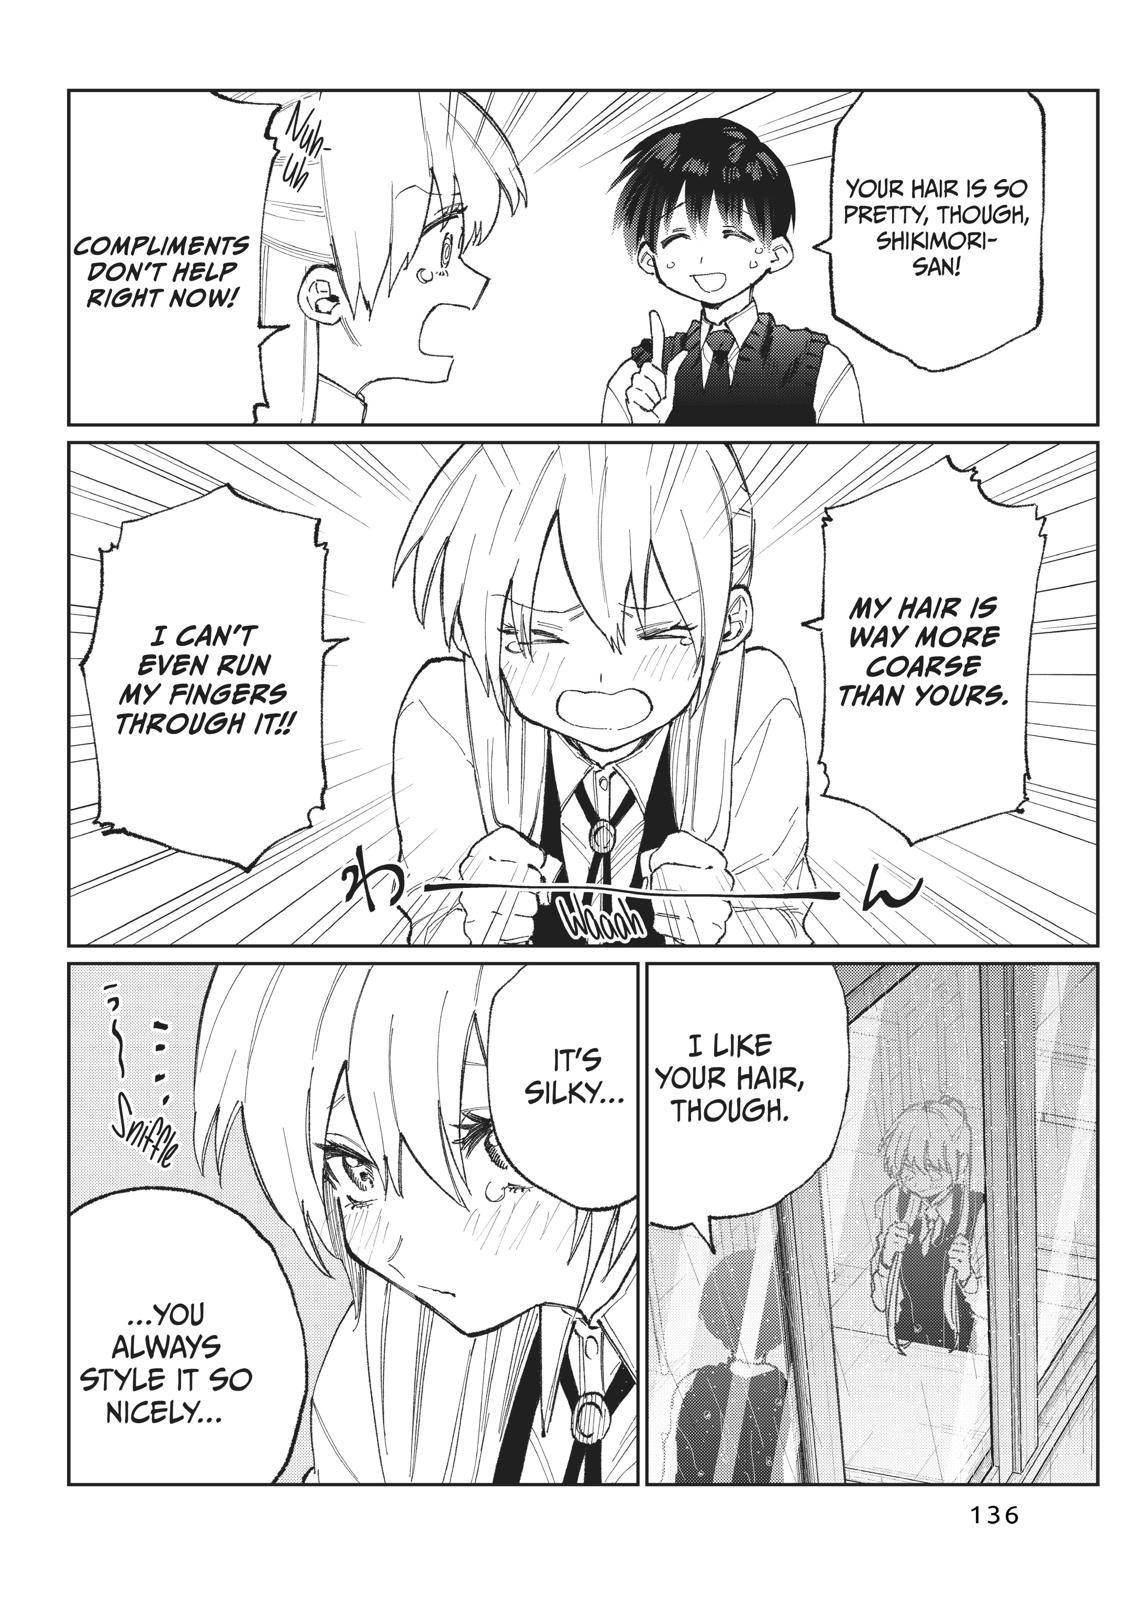 YOUR HAIR IS SO
PRETTY, THOUGH,
SHIKIMORI-
SAN!
Nuh-
uh
COMPLIMENTS
DON'T HELP
RIGHT NOW!
MY HAIR IS
WAY MORE
COARSE
THAN YOURS.
I CAN'T
EVEN RUN
MY FINGERS
THROUGH IT!!
わーん
Waaah
I LIKE
YOUR HAIR,
THOUGH.
IT'S
SILKY...
Sniffle
...YOU
ALWAYS
STYLE IT SO
NICELY...
136